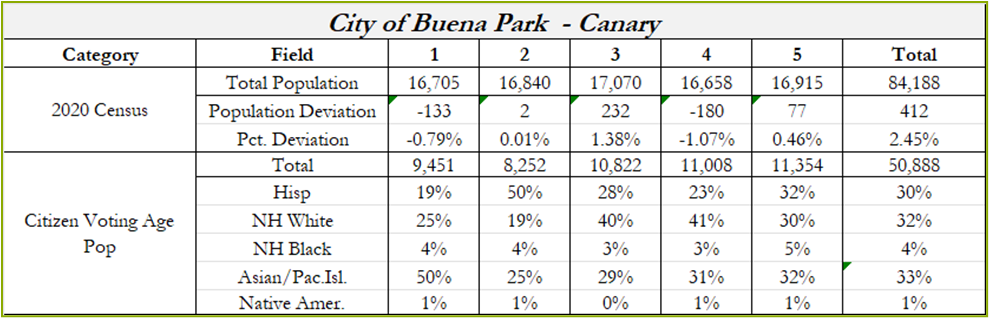 City of Buena Park - Canary
Category Field 1 2 3 4 5 Total
2020 Census
Total Population 16,705 16,840 17,070 16,658 16,915 84,188
Population Deviation -133 2 232 -180 77 412
Pct. Deviation -0.79% 0.01% 1.38% -1.07% 0.46% 2.45%
Citizen Voting Age
Pop
Total 9,451 8,252 10,822 11,008 11,354 50,888
Hisp 19% 50% 28% 23% 32% 30%
NH White 25% 19% 40% 41% 30% 32%
NH Black 4% 4% 3% 3% 5% 4%
Asian/Pac.Isl. 50% 25% 29% 31% 32% 33%
Native Amer. 1% 1% 0% 1% 1% 1%